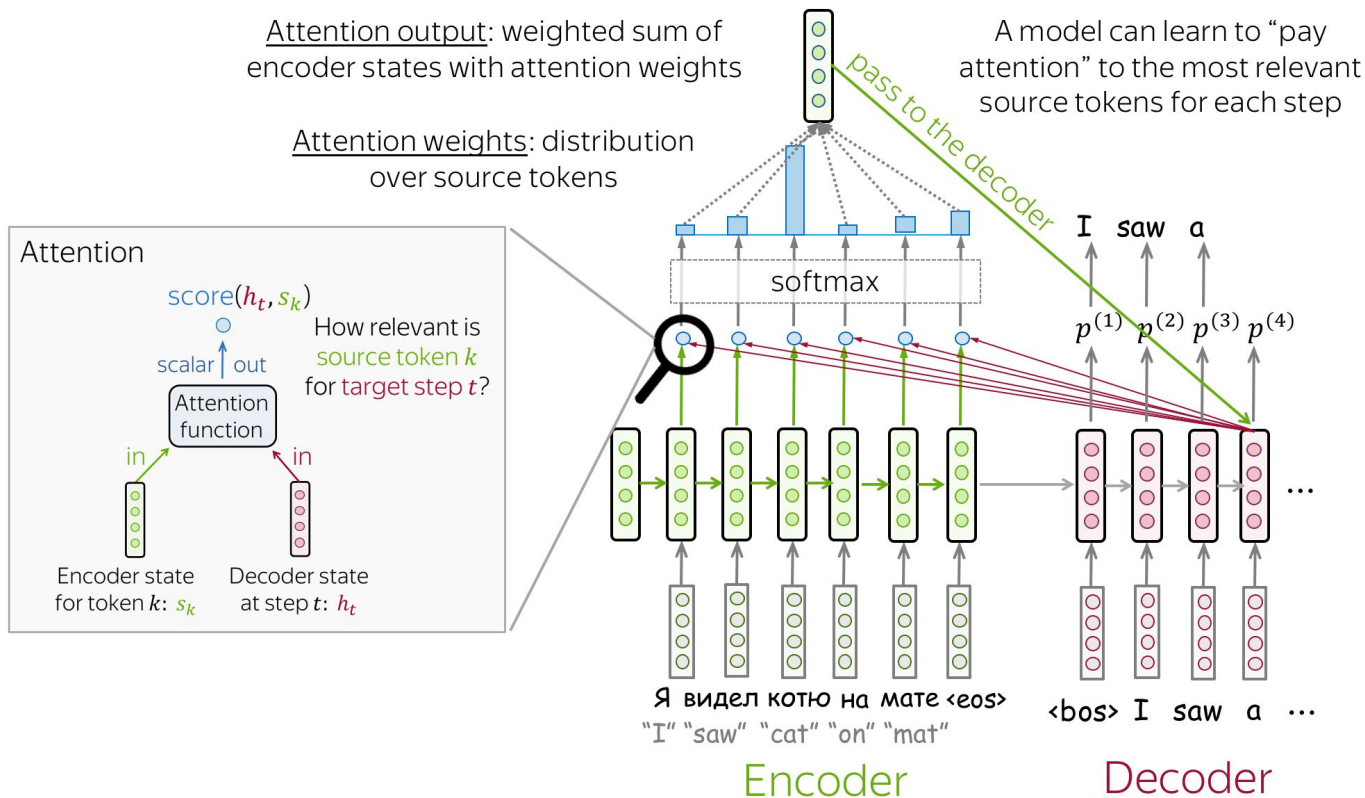 Attention output: weighted sum of
encoder states with attention weights
A model can learn to “pay
attention” to the most relevant
source tokens for each step
pass to the decoder
Attention weights: distribution
over source tokens
Attention
score(h_t, s_k)
scalar out
Attention
function
in in
How relevant is
source token k
for target step t?
Encoder state
for token k: s_k
Decoder state
at step t: h_t
softmax
I saw a
p^(1) p^(2) p^(3) p^(4)
...
Я видел котю на мате <eos>
“I” “saw” “cat” “on” “mat”
<bos> I saw a ...
Encoder
Decoder